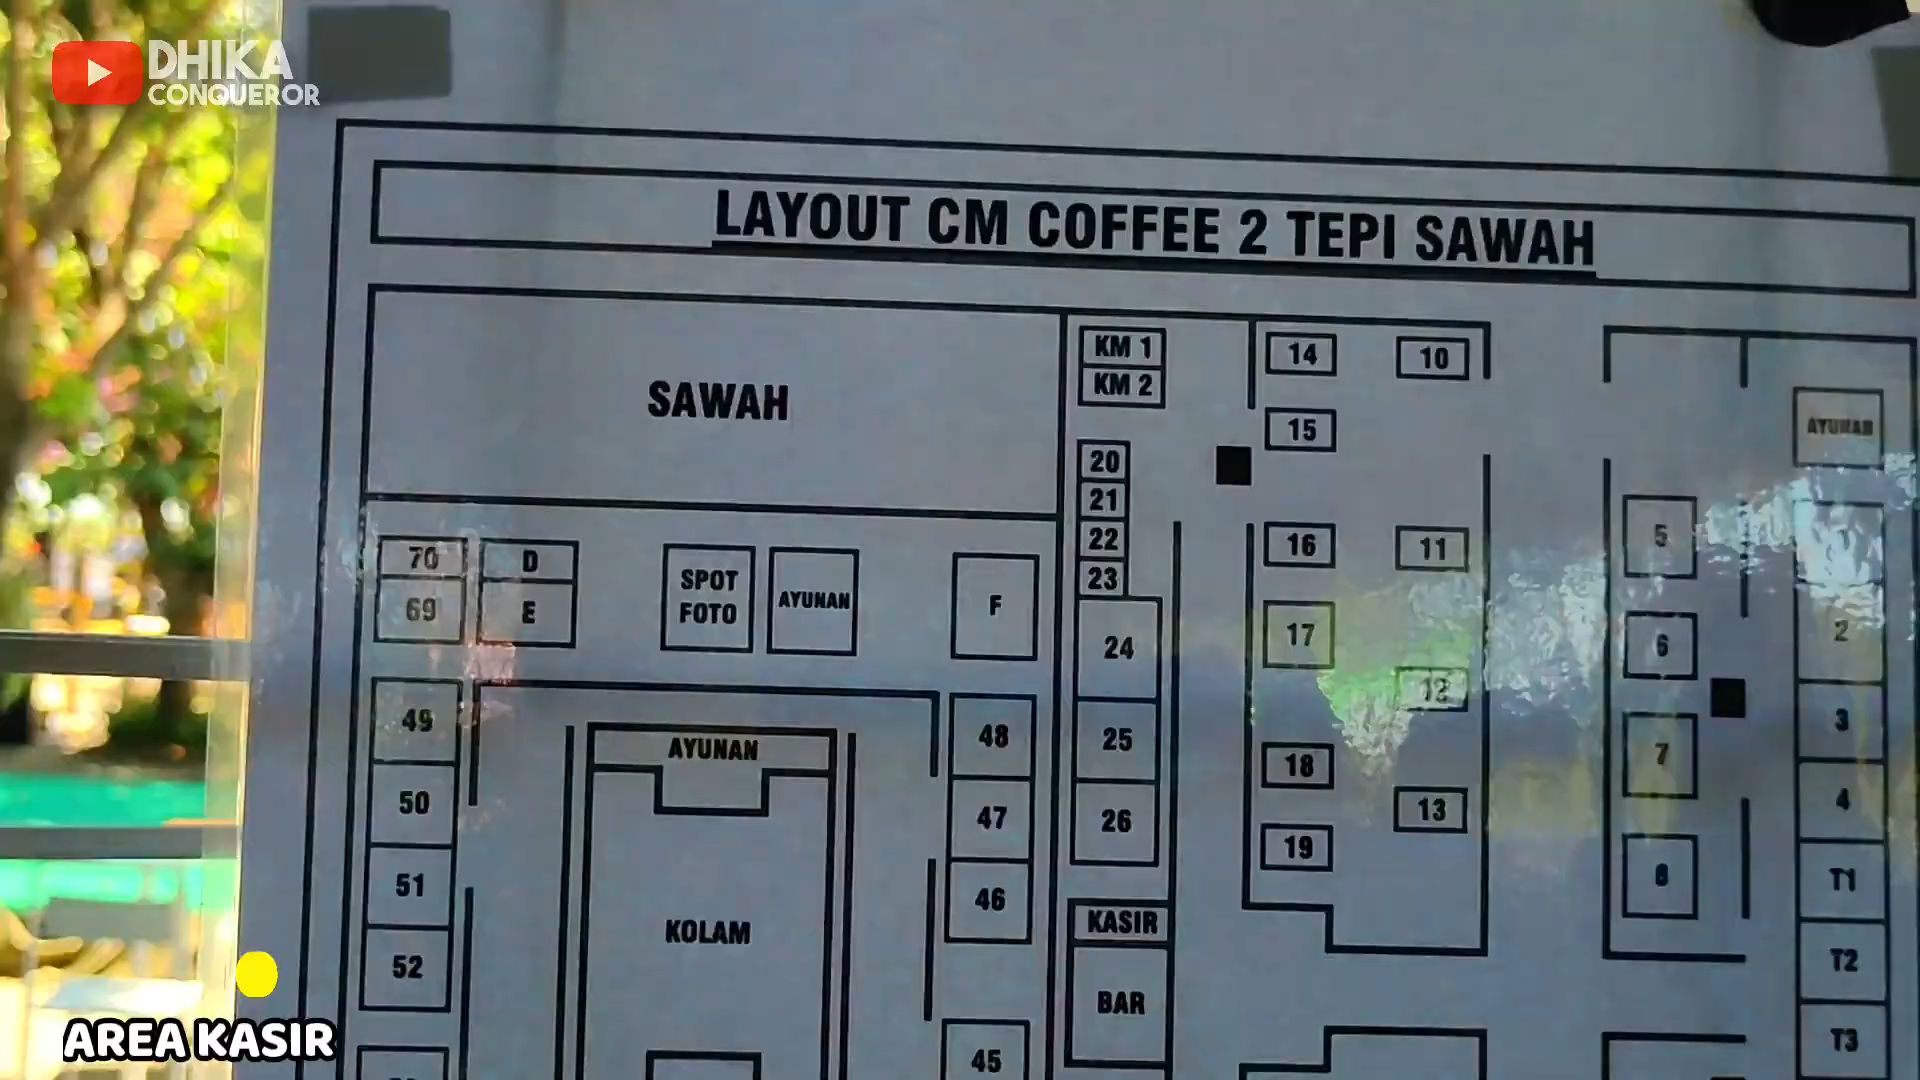 DHIKA
CONQUEROR
LAYOUT CM COFFEE 2 TEPI SAWAH
SAWAH
KM 1
KM 2
14
10
15
AYUNAN
20
21
22
23
16
11
5
1
70
69
D
E
SPOT
FOTO
AYUNAN
F
24
17
6
2
49
AYUNAN
48
25
12
7
3
50
47
26
18
13
4
51
46
19
8
T1
52
KOLAM
KASIR
BAR
T2
45
T3
AREA KASIR